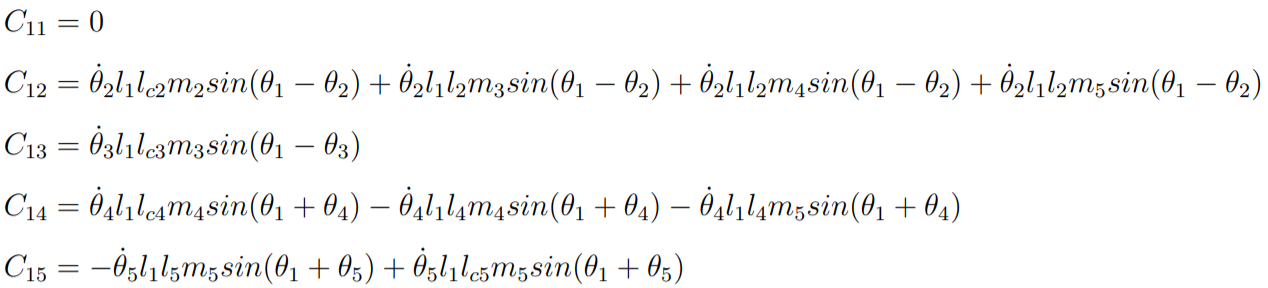 C₁₁ = 0
C₁₂ = θ̇₂l₁l_{c2}m₂sin(θ₁ − θ₂) + θ̇₂l₁l₂m₃sin(θ₁ − θ₂) + θ̇₂l₁l₂m₄sin(θ₁ − θ₂) + θ̇₂l₁l₂m₅sin(θ₁ − θ₂)
C₁₃ = θ̇₃l₁l_{c3}m₃sin(θ₁ − θ₃)
C₁₄ = θ̇₄l₁l_{c4}m₄sin(θ₁ + θ₄) − θ̇₄l₁l₄m₄sin(θ₁ + θ₄) − θ̇₄l₁l₄m₅sin(θ₁ + θ₄)
C₁₅ = −θ̇₅l₁l₅m₅sin(θ₁ + θ₅) + θ̇₅l₁l_{c5}m₅sin(θ₁ + θ₅)